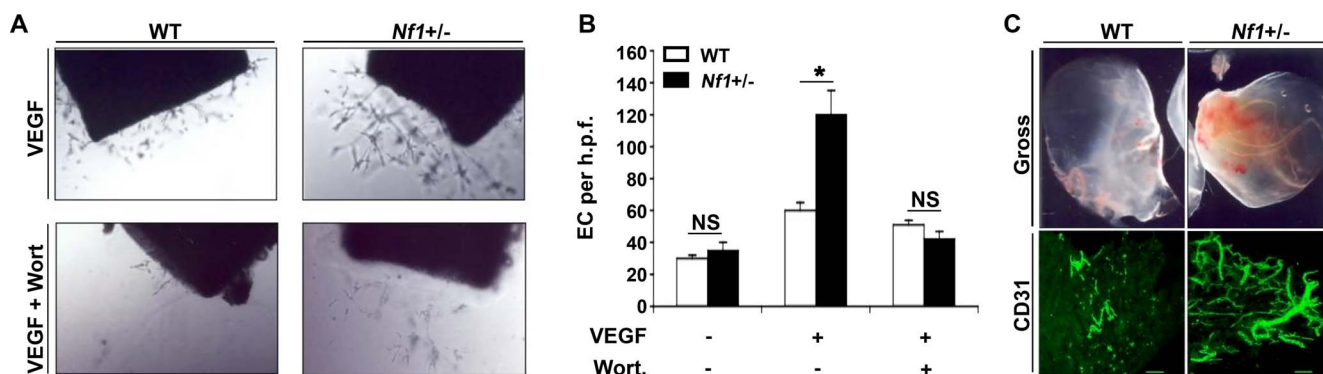 A
WT
Nf1+/-
VEGF
VEGF + Wort
B
EC per h.p.f.
160
140
120
100
80
60
40
20
0
WT
Nf1+/-
NS
*
NS
VEGF - + +
Wort. - - +
C
WT
Nf1+/-
Gross
CD31